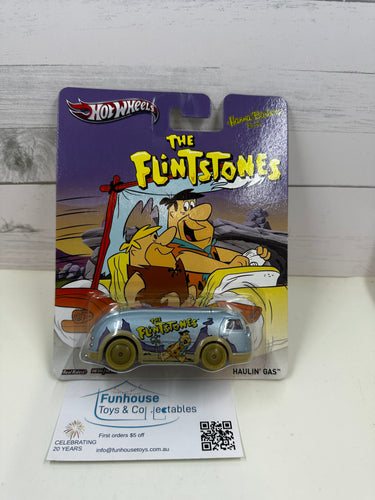 Hot Wheels
Hanna Barbera
THE
FLINTSTONES
THE
FLINTSTONES
HAULIN' GAS™
Funhouse
Toys & Collectables
CELEBRATING
20 YEARS
First orders $5 off
info@funhousetoys.com.au